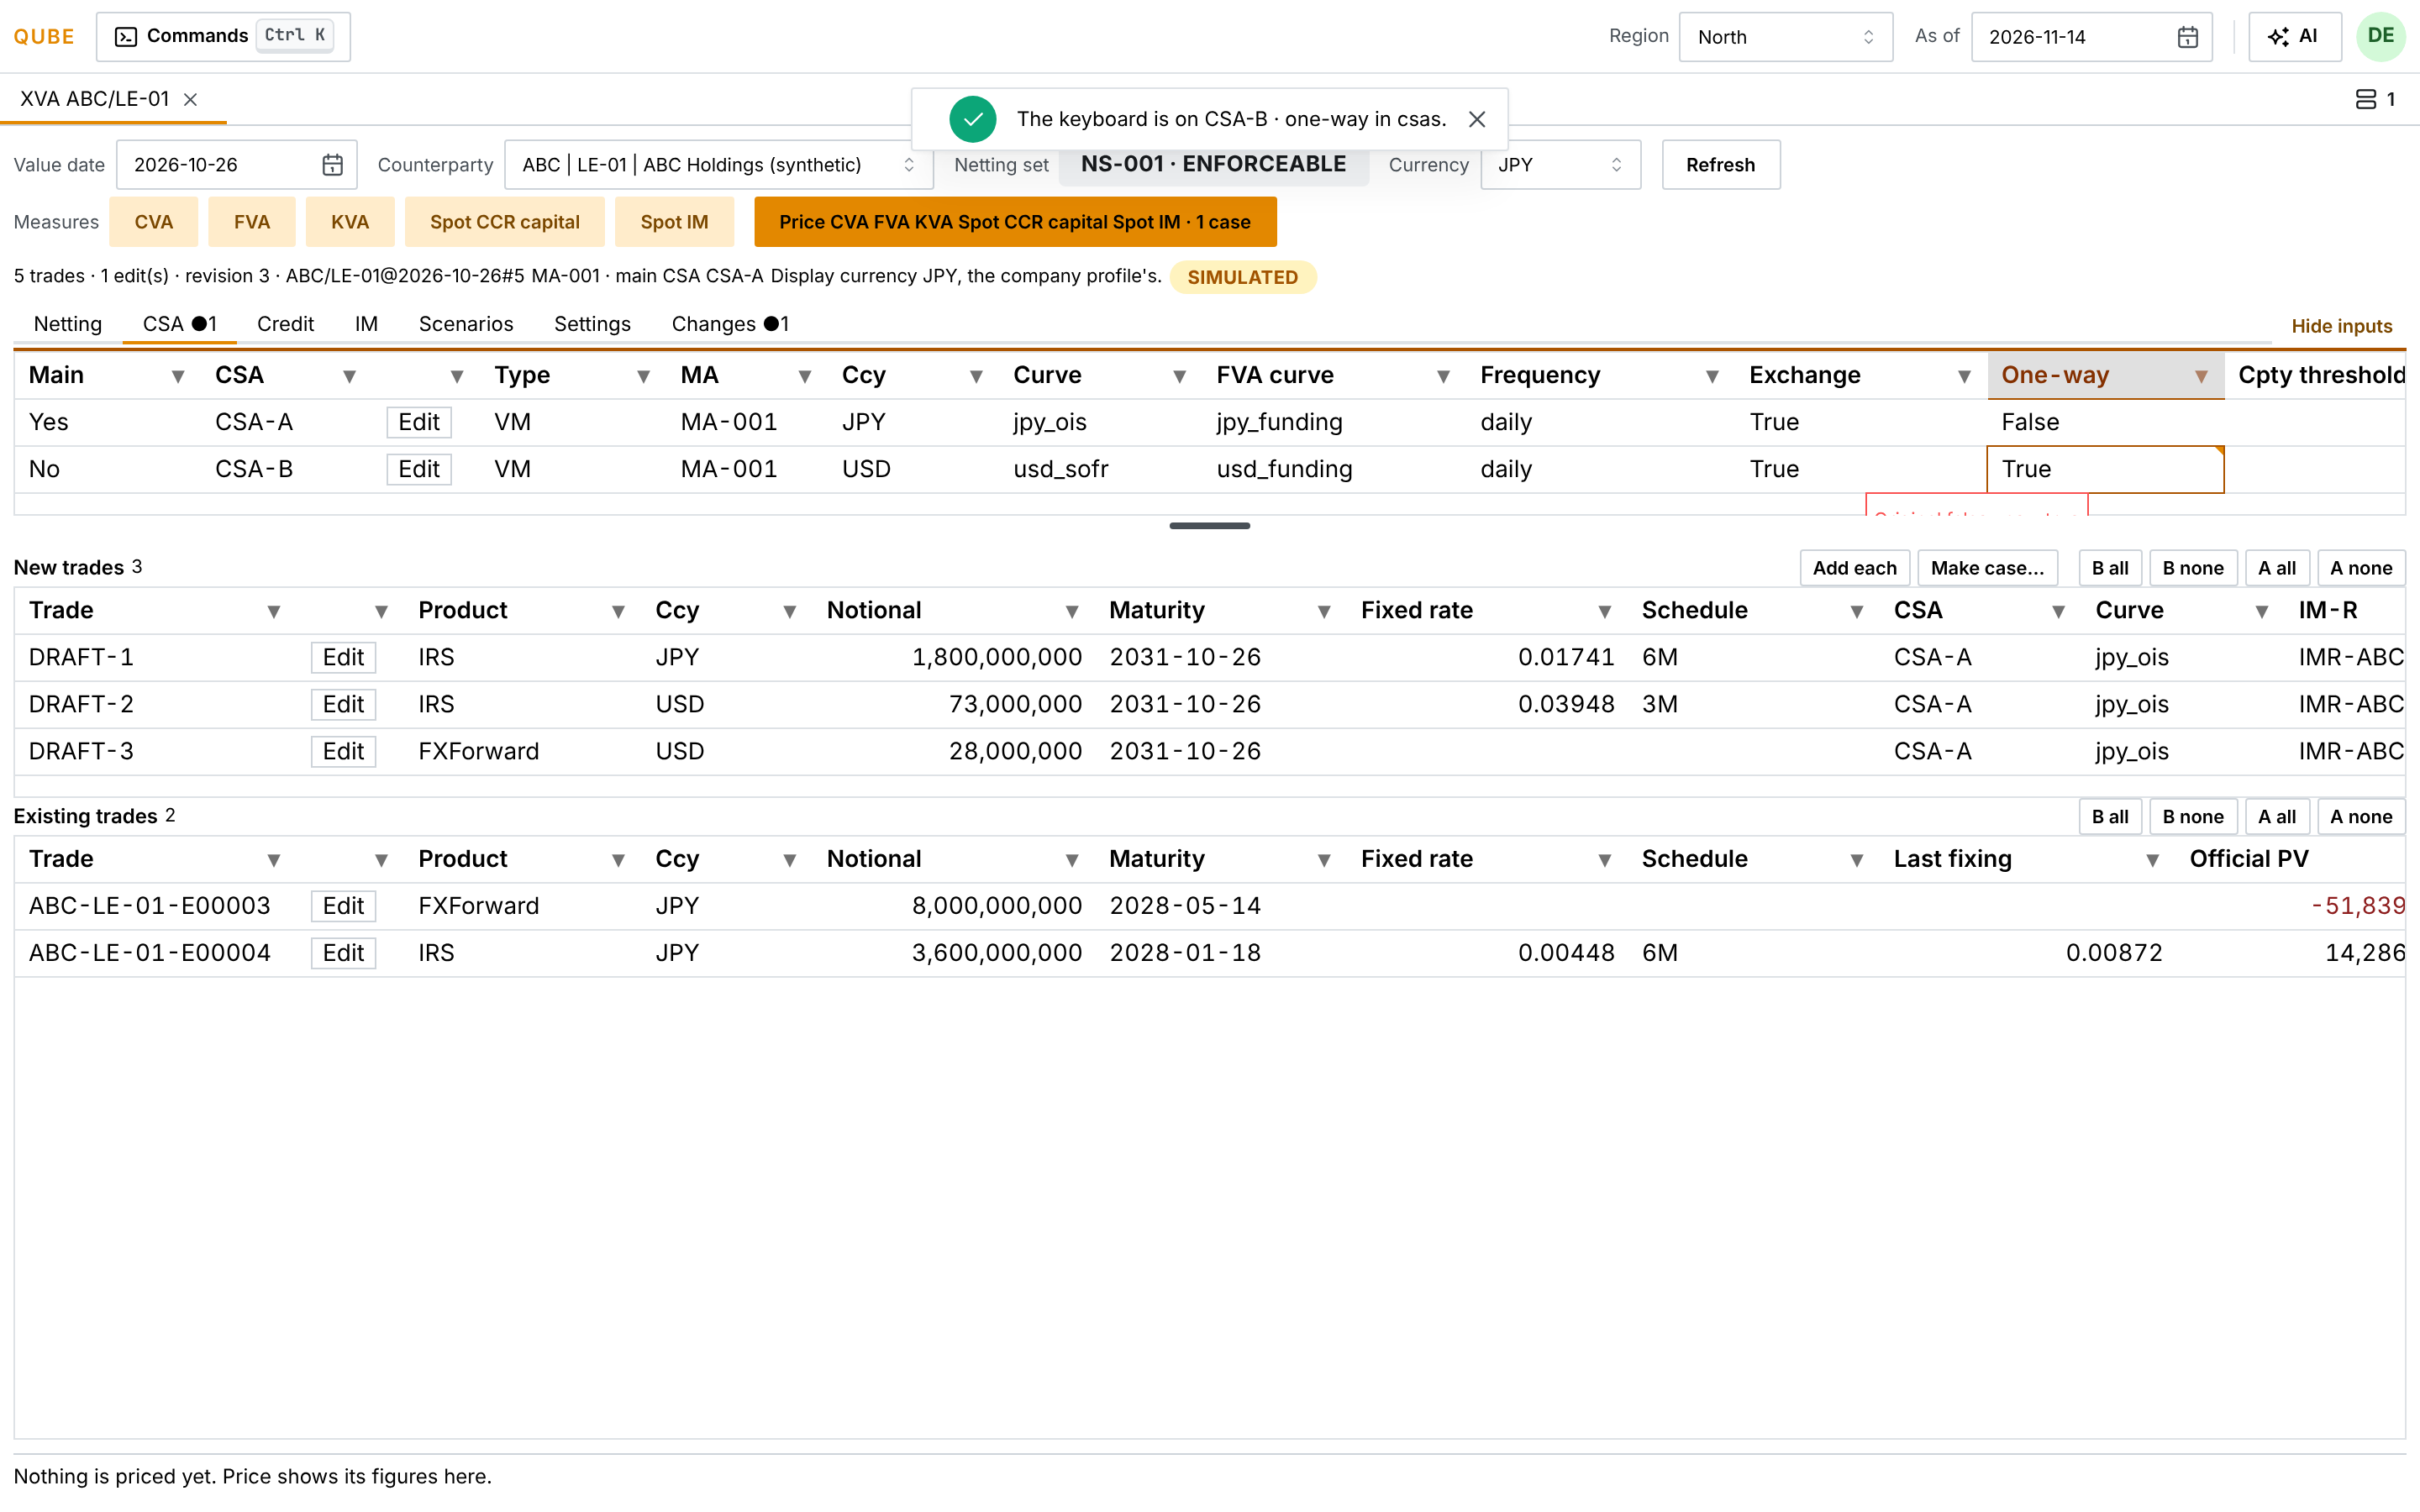 QUBE Commands Ctrl K Region North As of 2026-11-14 AI DE
XVA ABC/LE-01 1
The keyboard is on CSA-B · one-way in csas.
Value date 2026-10-26 Counterparty ABC | LE-01 | ABC Holdings (synthetic) Netting set NS-001 · ENFORCEABLE Currency JPY Refresh
Measures CVA FVA KVA Spot CCR capital Spot IM Price CVA FVA KVA Spot CCR capital Spot IM · 1 case
5 trades · 1 edit(s) · revision 3 · ABC/LE-01@2026-10-26#5 MA-001 · main CSA CSA-A Display currency JPY, the company profile's. SIMULATED
Netting CSA ●1 Credit IM Scenarios Settings Changes ●1 Hide inputs
Main CSA Type MA Ccy Curve FVA curve Frequency Exchange One-way Cpty threshold
Yes CSA-A Edit VM MA-001 JPY jpy_ois jpy_funding daily True False
No CSA-B Edit VM MA-001 USD usd_sofr usd_funding daily True True
New trades 3 Add each Make case... B all B none A all A none
Trade Product Ccy Notional Maturity Fixed rate Schedule CSA Curve IM-R
DRAFT-1 Edit IRS JPY 1,800,000,000 2031-10-26 0.01741 6M CSA-A jpy_ois IMR-ABC
DRAFT-2 Edit IRS USD 73,000,000 2031-10-26 0.03948 3M CSA-A jpy_ois IMR-ABC
DRAFT-3 Edit FXForward USD 28,000,000 2031-10-26 CSA-A jpy_ois IMR-ABC
Existing trades 2 B all B none A all A none
Trade Product Ccy Notional Maturity Fixed rate Schedule Last fixing Official PV
ABC-LE-01-E00003 Edit FXForward JPY 8,000,000,000 2028-05-14 -51,839
ABC-LE-01-E00004 Edit IRS JPY 3,600,000,000 2028-01-18 0.00448 6M 0.00872 14,286
Nothing is priced yet. Price shows its figures here.